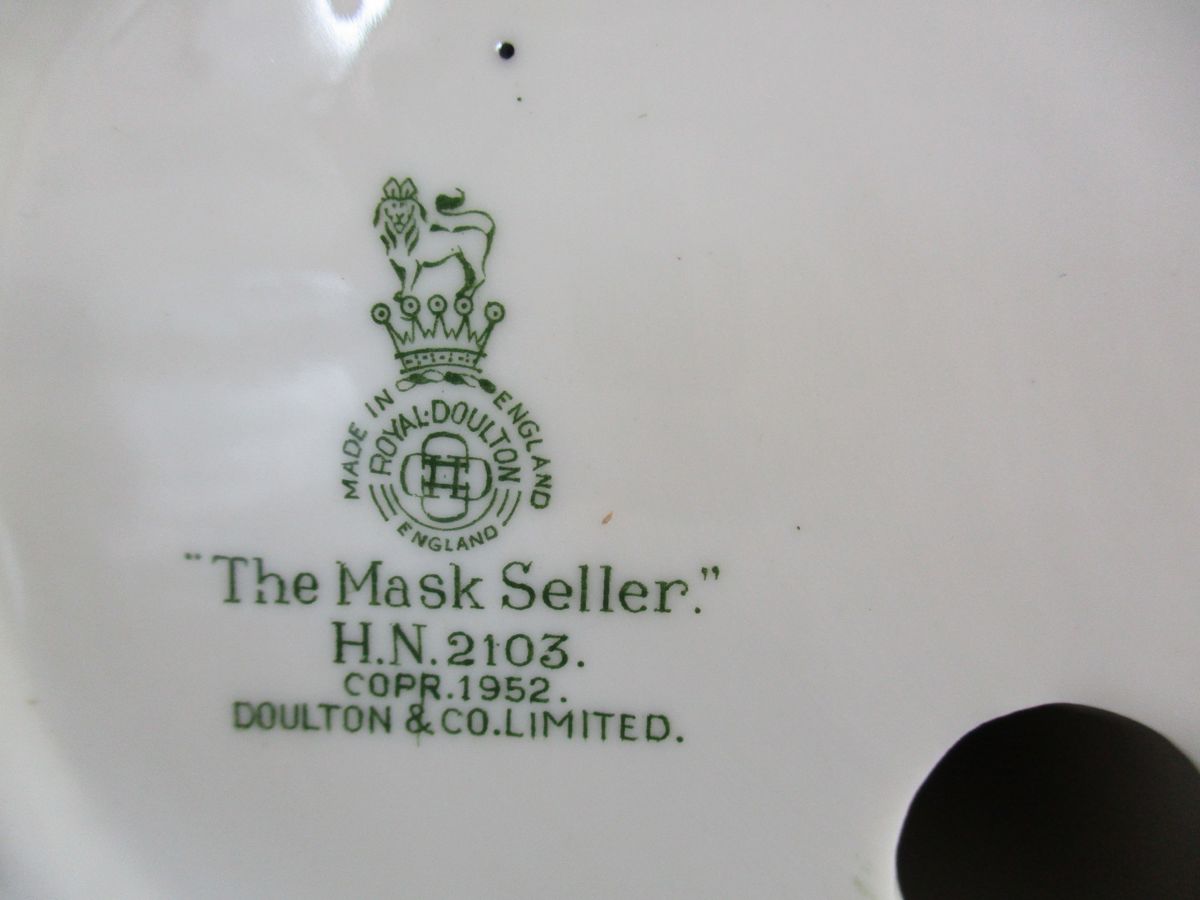 MADE IN ENGLAND
ROYAL·DOULTON
ENGLAND
"The Mask Seller."
H.N. 2103.
COPR. 1952.
DOULTON & CO. LIMITED.